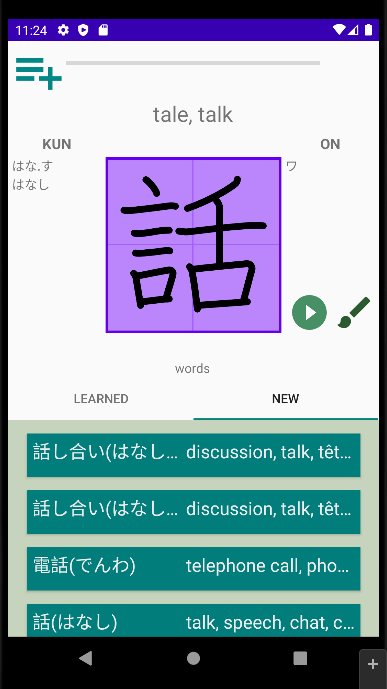 11:24
tale, talk
KUN
ON
はな.す
はなし
ワ
話
words
LEARNED
NEW
話し合い(はなし... discussion, talk, têt...
話し合い(はなし... discussion, talk, têt...
電話(でんわ) telephone call, pho...
話(はなし) talk, speech, chat, c...